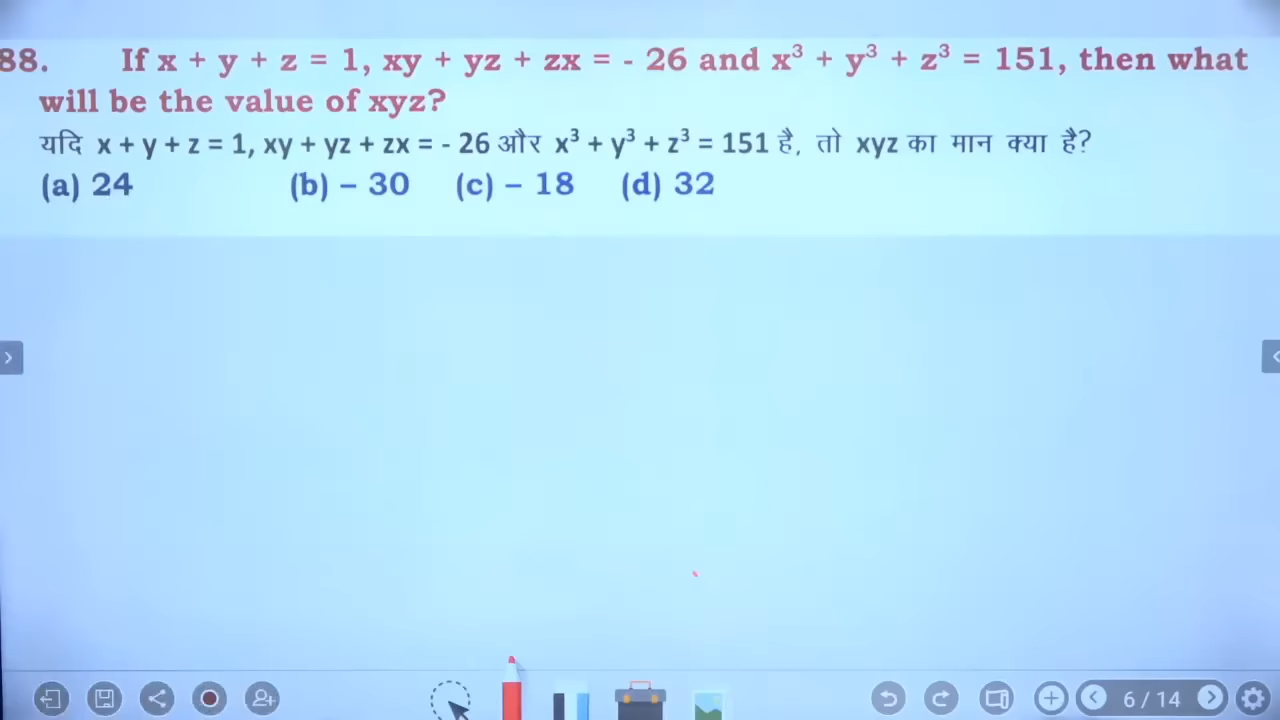 88. If x + y + z = 1, xy + yz + zx = - 26 and x³ + y³ + z³ = 151, then what
will be the value of xyz?
यदि x + y + z = 1, xy + yz + zx = - 26 और x³ + y³ + z³ = 151 है, तो xyz का मान क्या है?
(a) 24 (b) – 30 (c) – 18 (d) 32
6 / 14